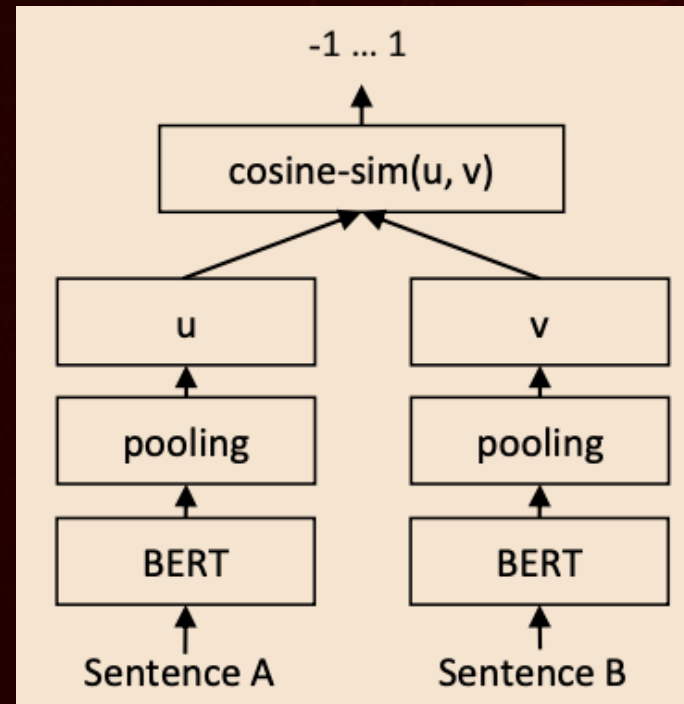 -1 ... 1
cosine-sim(u, v)
u
v
pooling
pooling
BERT
BERT
Sentence A
Sentence B